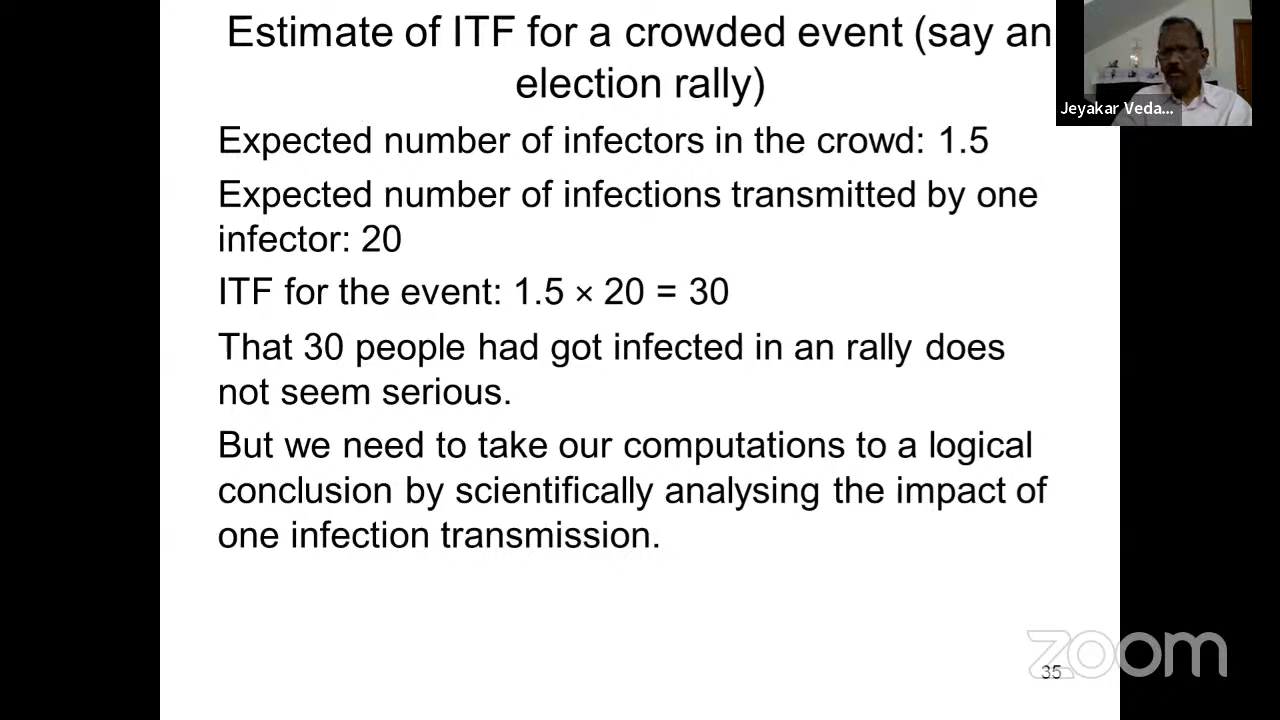 Estimate of ITF for a crowded event (say an
election rally)
Jeyakar Veda...
Expected number of infectors in the crowd: 1.5
Expected number of infections transmitted by one
infector: 20
ITF for the event: 1.5 × 20 = 30
That 30 people had got infected in an rally does
not seem serious.
But we need to take our computations to a logical
conclusion by scientifically analysing the impact of
one infection transmission.
zoom
35